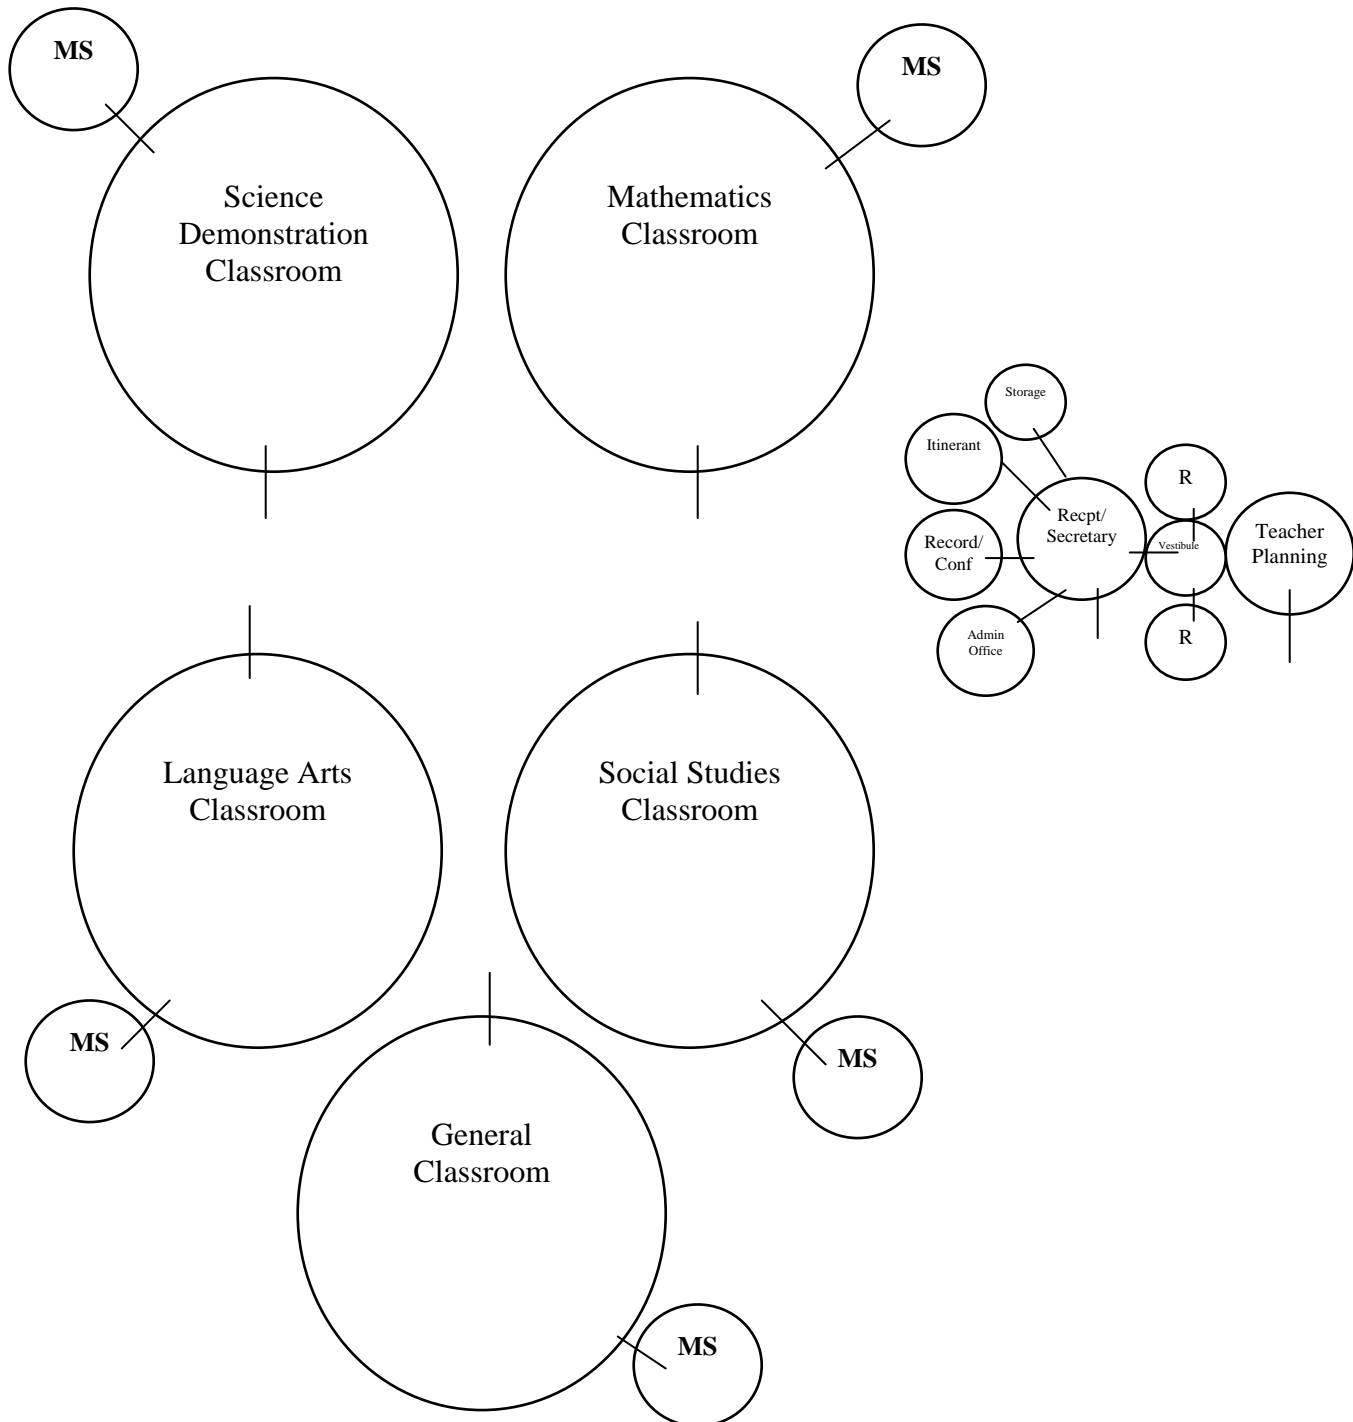 MS
MS
Science
Demonstration
Classroom
Mathematics
Classroom
Storage
Itinerant
Recpt/
Secretary
R
Vestibule
Teacher
Planning
Record/
Conf
Admin
Office
R
Language Arts
Classroom
Social Studies
Classroom
MS
MS
General
Classroom
MS